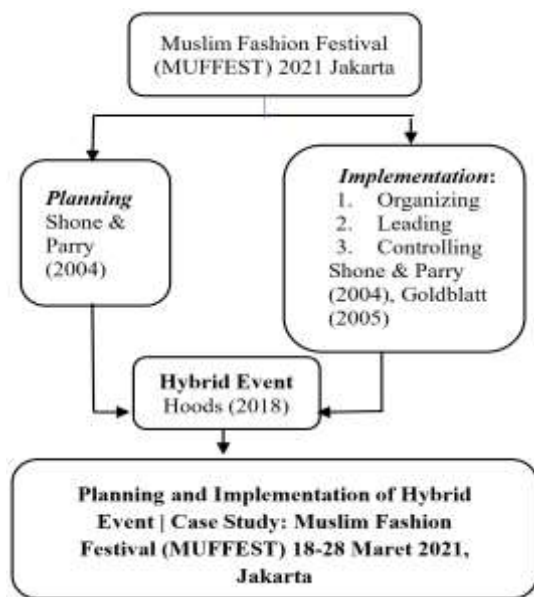 Muslim Fashion Festival
(MUFFEST) 2021 Jakarta
Planning
Shone &
Parry
(2004)
Implementation:
1. Organizing
2. Leading
3. Controlling
Shone & Parry
(2004), Goldblatt
(2005)
Hybrid Event
Hoods (2018)
Planning and Implementation of Hybrid
Event | Case Study: Muslim Fashion
Festival (MUFFEST) 18-28 Maret 2021,
Jakarta